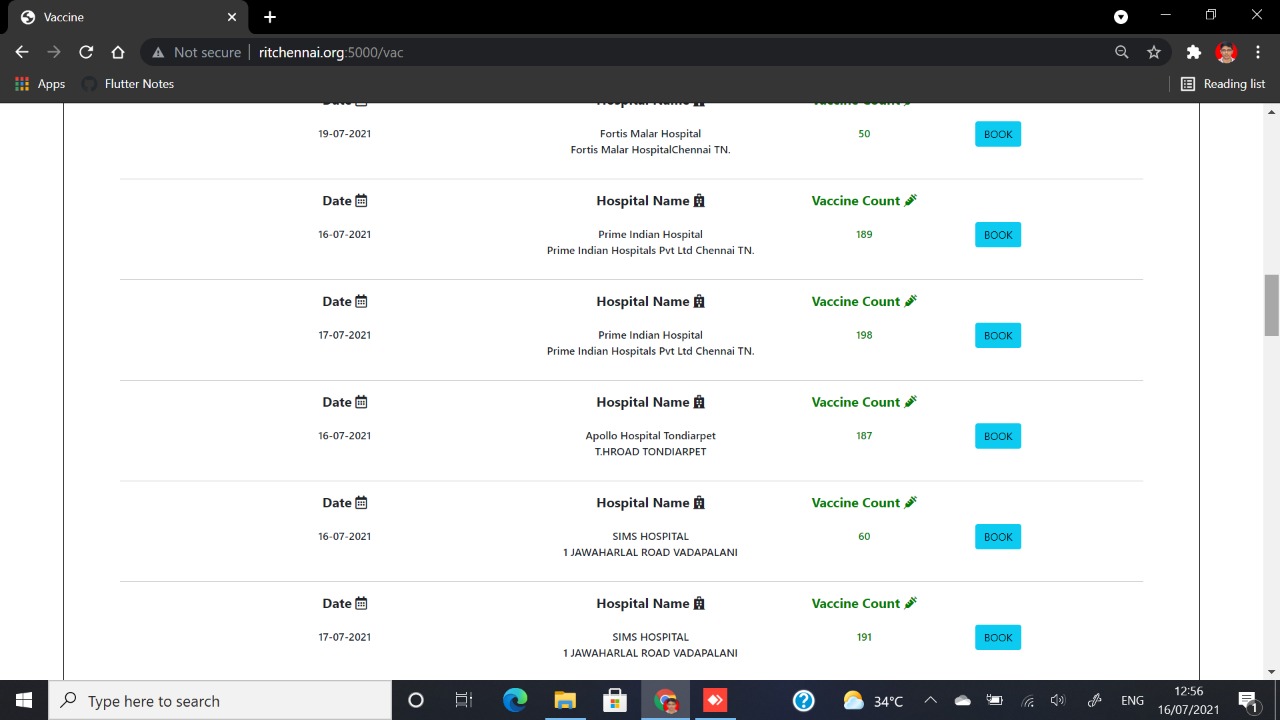 Vaccine
Not secure
ritchennai.org:5000/vac
Apps
Flutter Notes
Reading list
Date Hospital Name Vaccine Count
19-07-2021 Fortis Malar Hospital 50 BOOK
Fortis Malar HospitalChennai TN.
Date Hospital Name Vaccine Count
16-07-2021 Prime Indian Hospital 189 BOOK
Prime Indian Hospitals Pvt Ltd Chennai TN.
Date Hospital Name Vaccine Count
17-07-2021 Prime Indian Hospital 198 BOOK
Prime Indian Hospitals Pvt Ltd Chennai TN.
Date Hospital Name Vaccine Count
16-07-2021 Apollo Hospital Tondiarpet 187 BOOK
T.HROAD TONDIARPET
Date Hospital Name Vaccine Count
16-07-2021 SIMS HOSPITAL 60 BOOK
1 JAWAHARLAL ROAD VADAPALANI
Date Hospital Name Vaccine Count
17-07-2021 SIMS HOSPITAL 191 BOOK
1 JAWAHARLAL ROAD VADAPALANI
Type here to search
34°C
ENG
12:56
16/07/2021
1